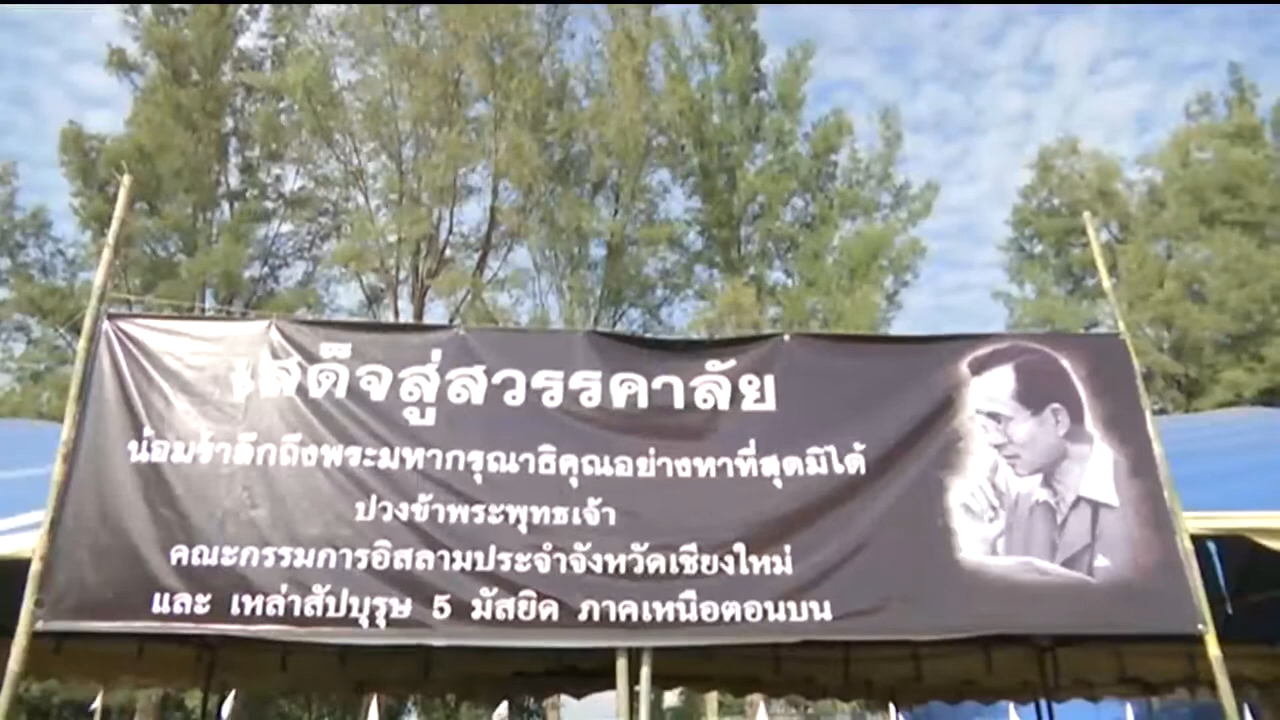 เสด็จสู่สวรรคาลัย
น้อมรำลึกถึงพระมหากรุณาธิคุณอย่างหาที่สุดมิได้
ปวงข้าพระพุทธเจ้า
คณะกรรมการอิสลามประจำจังหวัดเชียงใหม่
และ เหล่าสัปบุรุษ 5 มัสยิด ภาคเหนือตอนบน